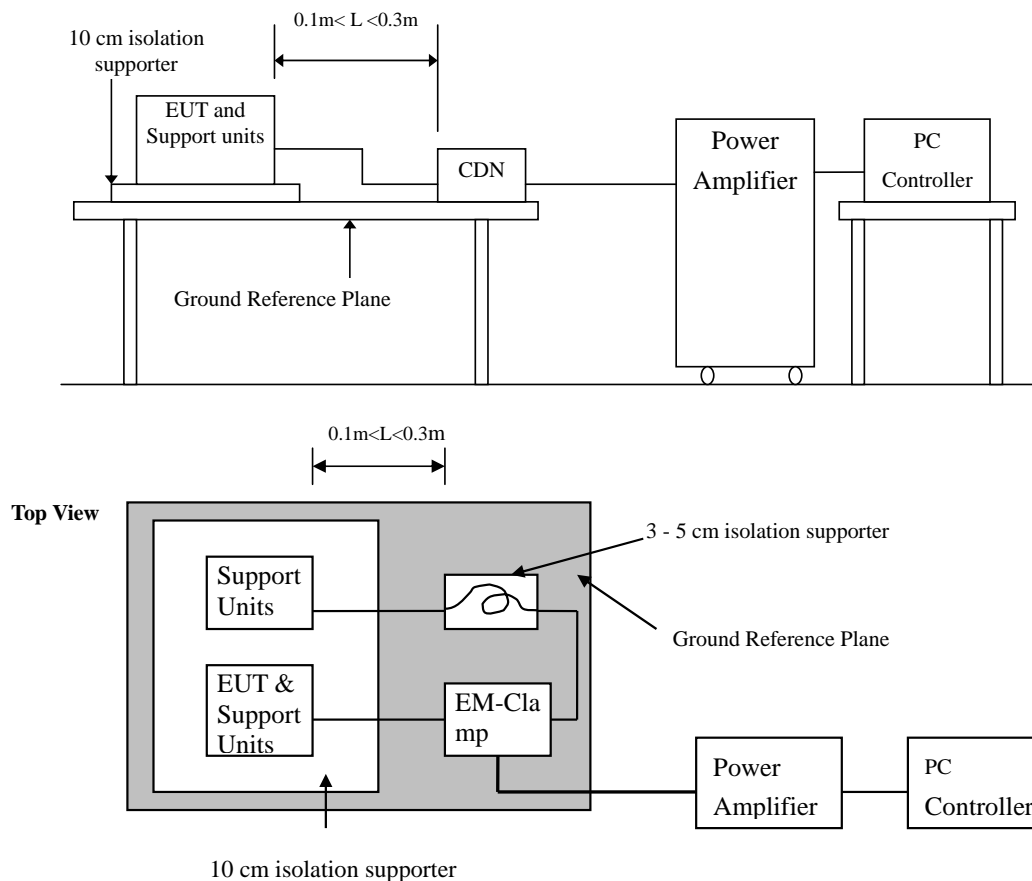 0.1m< L <0.3m
10 cm isolation
supporter
EUT and
Support units
CDN
Power
Amplifier
PC
Controller
Ground Reference Plane
0.1m<L<0.3m
Top View
3 - 5 cm isolation supporter
Support
Units
Ground Reference Plane
EUT &
Support
Units
EM-Cla
mp
Power
Amplifier
PC
Controller
10 cm isolation supporter